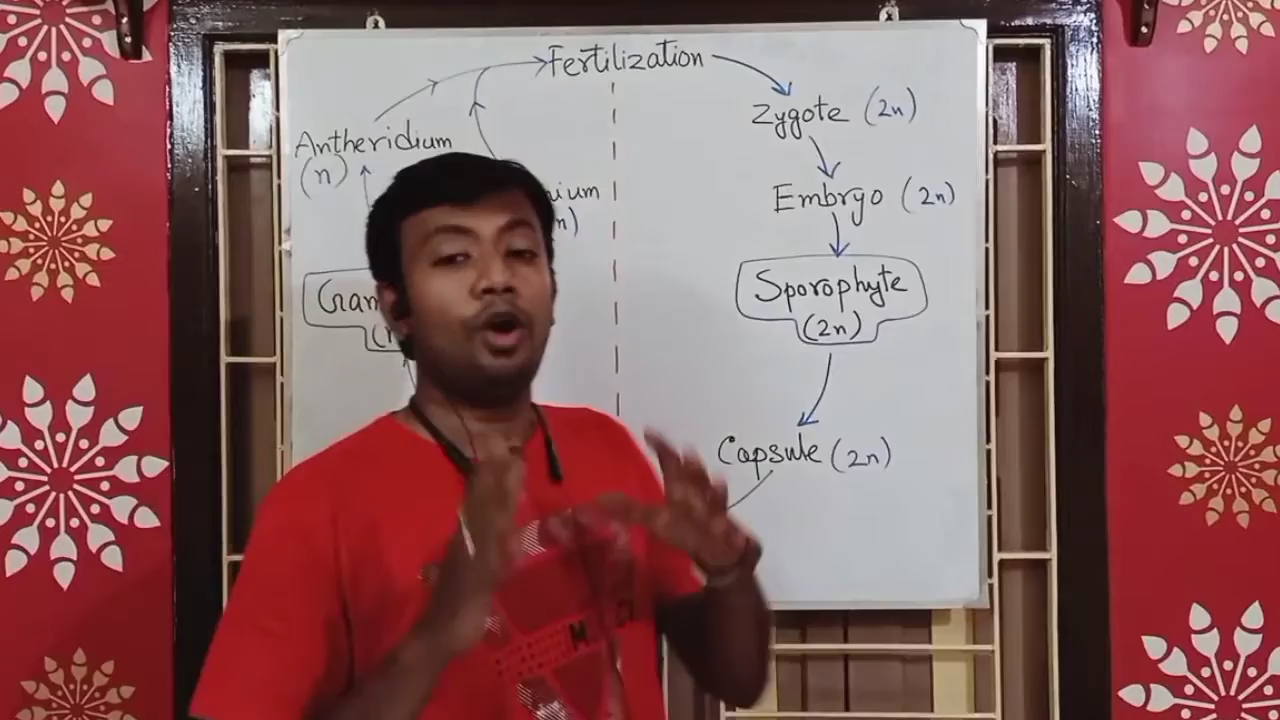 Fertilization
Zygote (2n)
Antheridium
(n)
Embryo (2n)
Sporophyte
(2n)
Capsule (2n)